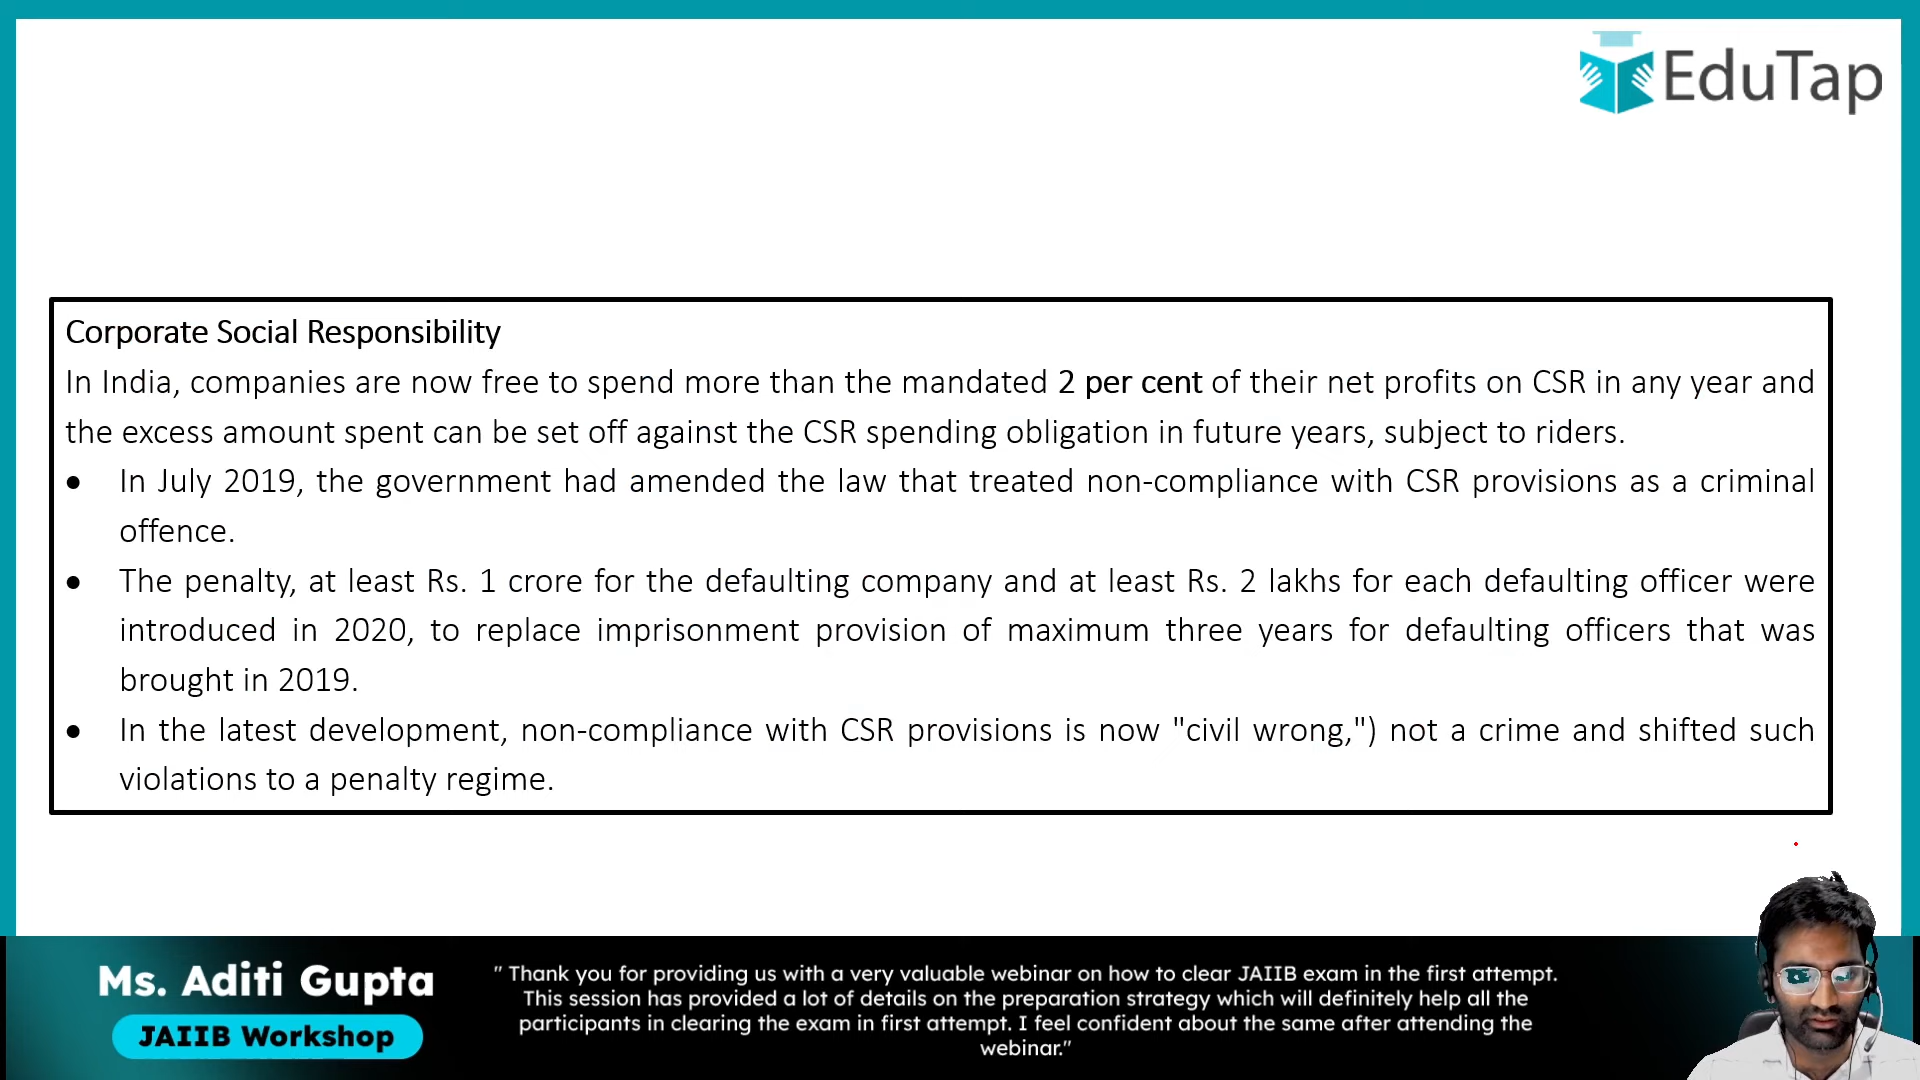 EduTap
Corporate Social Responsibility
In India, companies are now free to spend more than the mandated 2 per cent of their net profits on CSR in any year and
the excess amount spent can be set off against the CSR spending obligation in future years, subject to riders.
• In July 2019, the government had amended the law that treated non-compliance with CSR provisions as a criminal
offence.
• The penalty, at least Rs. 1 crore for the defaulting company and at least Rs. 2 lakhs for each defaulting officer were
introduced in 2020, to replace imprisonment provision of maximum three years for defaulting officers that was
brought in 2019.
• In the latest development, non-compliance with CSR provisions is now "civil wrong,") not a crime and shifted such
violations to a penalty regime.
Ms. Aditi Gupta
JAIIB Workshop
" Thank you for providing us with a very valuable webinar on how to clear JAIIB exam in the first attempt.
This session has provided a lot of details on the preparation strategy which will definitely help all the
participants in clearing the exam in first attempt. I feel confident about the same after attending the
webinar."